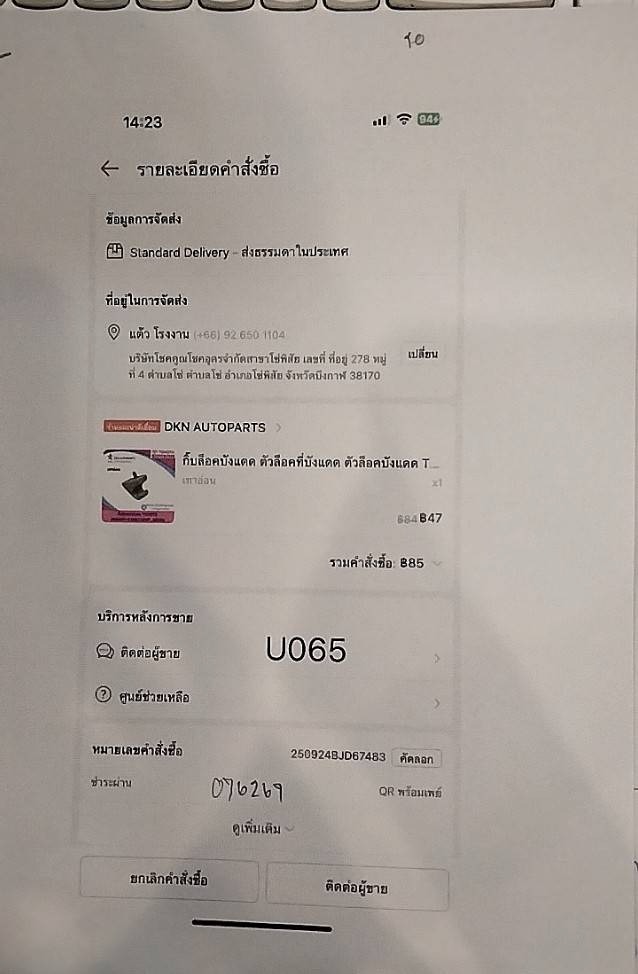 10
14:23
94
รายละเอียดคำสั่งซื้อ
ข้อมูลการจัดส่ง
Standard Delivery - ส่งธรรมดาในประเทศ
ที่อยู่ในการจัดส่ง
แต้ว โรงงาน (+66) 92 650 1104
บริษัทโชคคูณโชคอุดรจำกัดสาขาโซ่พิสัย เลขที่ ที่อยู่ 278 หมู่
ที่ 4 ตำบลโซ่ ตำบลโซ่ อำเภอโซ่พิสัย จังหวัดบึงกาฬ 38170
เปลี่ยน
DKN AUTOPARTS
กิ๊บล็อคบังแดด ตัวล็อคที่บังแดด ตัวล็อคบังแดด T...
เทาอ่อน
x1
฿84 ฿47
รวมคำสั่งซื้อ: ฿85
บริการหลังการขาย
ติดต่อผู้ขาย
U065
ศูนย์ช่วยเหลือ
หมายเลขคำสั่งซื้อ
250924BJD67483
คัดลอก
ชำระผ่าน
076269
QR พร้อมเพย์
ดูเพิ่มเติม
ยกเลิกคำสั่งซื้อ
ติดต่อผู้ขาย